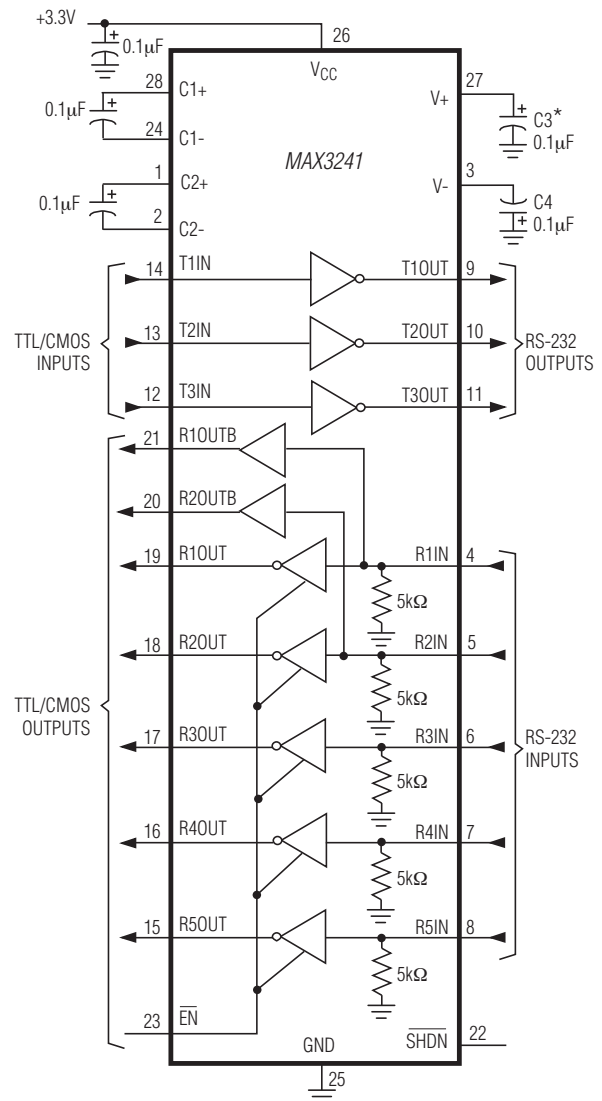 +3.3V
26
+
0.1µF
VCC
28
C1+
27
V+
+
0.1µF
+
C3*
0.1µF
24
C1-
MAX3241
1
C2+
3
V-
+
0.1µF
C4
+
0.1µF
2
C2-
14
T1IN
T1OUT
9
TTL/CMOS
INPUTS
13
T2IN
T2OUT
10
RS-232
OUTPUTS
12
T3IN
T3OUT
11
21
R1OUTB
20
R2OUTB
19
R1OUT
R1IN
4
5kΩ
18
R2OUT
R2IN
5
5kΩ
TTL/CMOS
OUTPUTS
17
R3OUT
R3IN
6
RS-232
INPUTS
5kΩ
16
R4OUT
R4IN
7
5kΩ
15
R5OUT
R5IN
8
5kΩ
23
E̅N̅
GND
S̅H̅D̅N̅
22
25